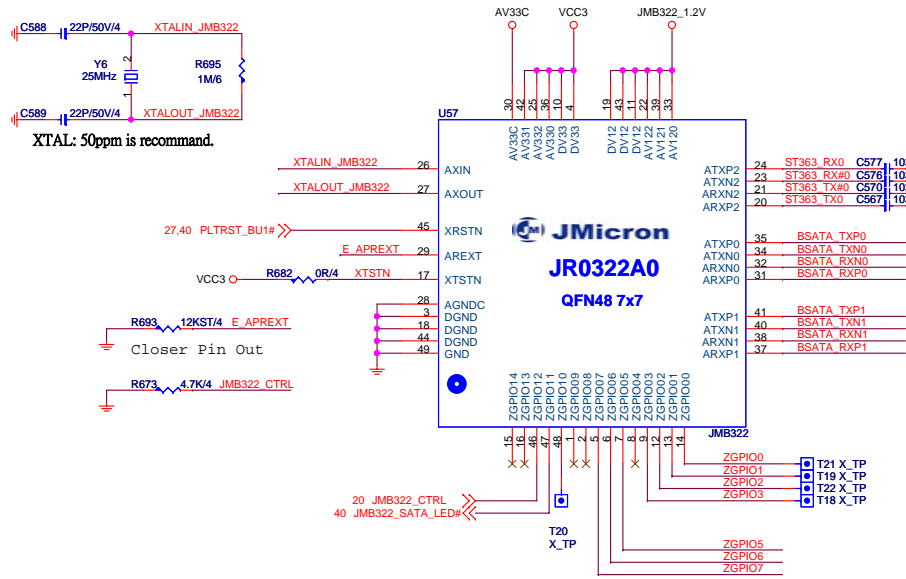 AV33C VCC3 JMB322_1.2V
C588 22P/50V/4 XTALIN_JMB322
Y6
25MHz
2
1
R695
1M/6
C589 22P/50V/4 XTALOUT_JMB322
XTAL: 50ppm is recommand.
30 42 25 36 10 4 19 43 11 22 39 33
U57
AV33C AV331 AV332 AV330 DV33 DV33 DV12 DV12 DV12 AV122 AV121 AV120
XTALIN_JMB322 26 AXIN
XTALOUT_JMB322 27 AXOUT
27,40 PLTRST_BU1# 45 XRSTN
E_APREXT 29 AREXT
VCC3 R682 0R/4 XTSTN 17 XTSTN
28 AGNDC
3 DGND
18 DGND
44 DGND
49 GND
R693 12KST/4 E_APREXT
Closer Pin Out
R673 4.7K/4 JMB322_CTRL
JMicron
JR0322A0
QFN48 7x7
ATXP2 24 ST363_RX0 C577 103
ATXN2 23 ST363_RX#0 C576 103
ARXN2 21 ST363_TX#0 C570 103
ARXP2 20 ST363_TX0 C567 103
ATXP0 35 BSATA_TXP0
ATXN0 34 BSATA_TXN0
ARXN0 32 BSATA_RXN0
ARXP0 31 BSATA_RXP0
ATXP1 41 BSATA_TXP1
ATXN1 40 BSATA_TXN1
ARXN1 38 BSATA_RXN1
ARXP1 37 BSATA_RXP1
ZGPIO14 ZGPIO13 ZGPIO12 ZGPIO11 ZGPIO10 ZGPIO09 ZGPIO08 ZGPIO07 ZGPIO06 ZGPIO05 ZGPIO04 ZGPIO03 ZGPIO02 ZGPIO01 ZGPIO00
JMB322
15 16 46 47 48 1 2 5 6 7 8 9 12 13 14
ZGPIO0 T21 X_TP
ZGPIO1 T19 X_TP
ZGPIO2 T22 X_TP
ZGPIO3 T18 X_TP
20 JMB322_CTRL
40 JMB322_SATA_LED#
T20
X_TP
ZGPIO5
ZGPIO6
ZGPIO7